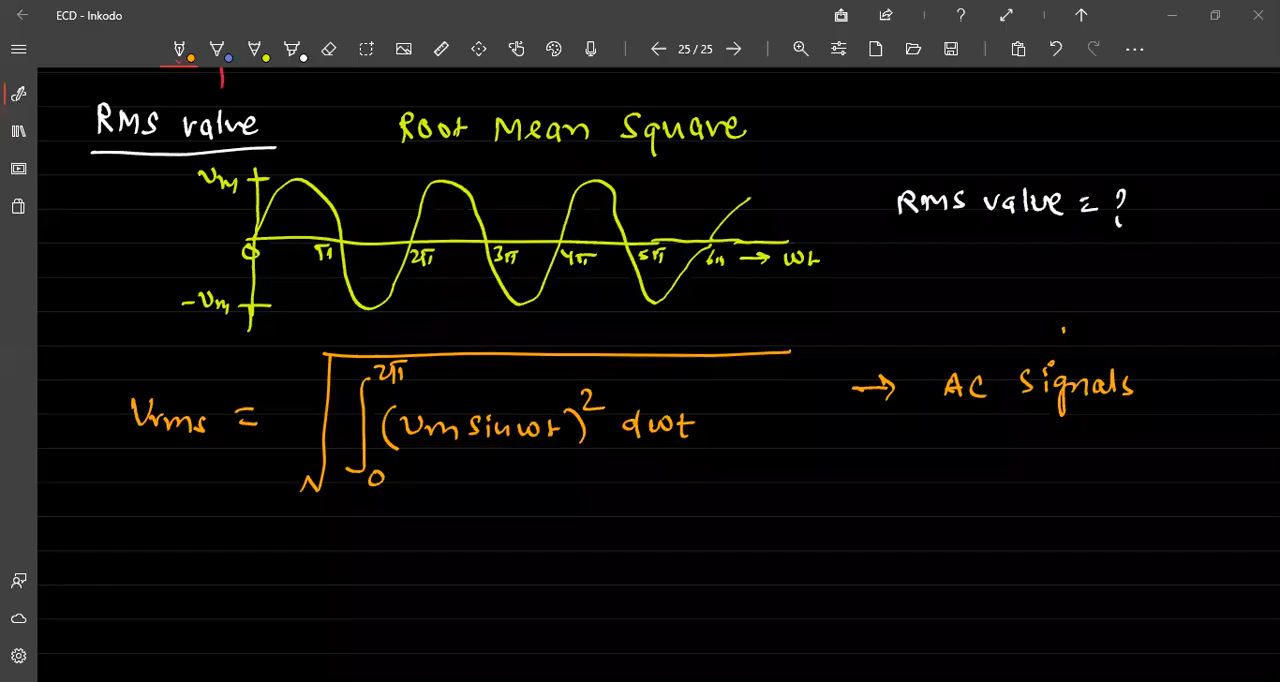 ECD - Inkodo
25/25
RMS value Root Mean Square
Vm
RMS value = ?
0 π 2π 3π 4π 5π 6π → ωt
-Vm
Vrms = √ ∫₀^2π (Vm sin ωt)² dωt → AC Signals